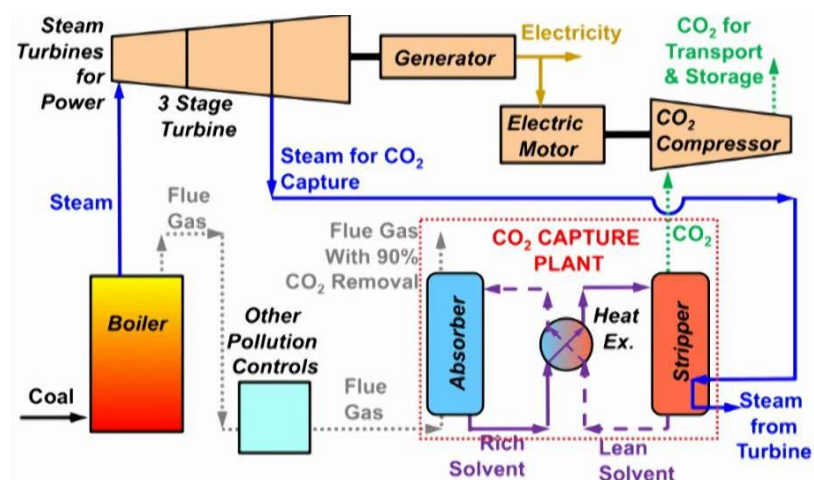 Steam
Turbines
for
Power
3 Stage
Turbine
Generator
Electricity
Electric
Motor
CO2 for
Transport
& Storage
CO2
Compressor
Steam for CO2
Capture
Steam
Flue
Gas
Flue Gas
With 90%
CO2 Removal
CO2 CAPTURE
PLANT
CO2
Boiler
Other
Pollution
Controls
Absorber
Heat
Ex.
Stripper
Coal
Flue
Gas
Rich
Solvent
Lean
Solvent
Steam
from
Turbine